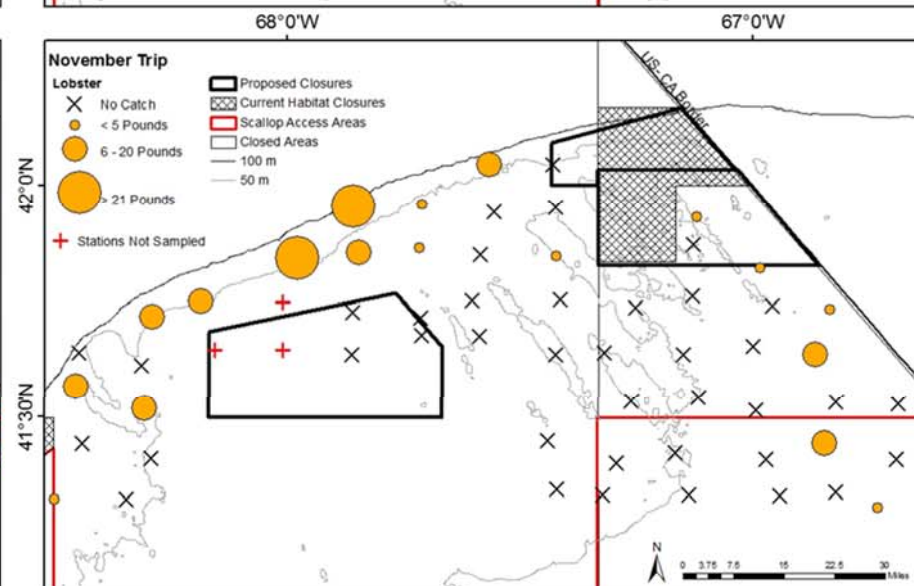 68°0'W 67°0'W
November Trip
Lobster
No Catch
< 5 Pounds
6 - 20 Pounds
> 21 Pounds
Stations Not Sampled
Proposed Closures
Current Habitat Closures
Scallop Access Areas
Closed Areas
100 m
50 m
US-CA Border
42°0'N
41°30'N
N
0 3.75 7.5 15 22.5 30
Miles